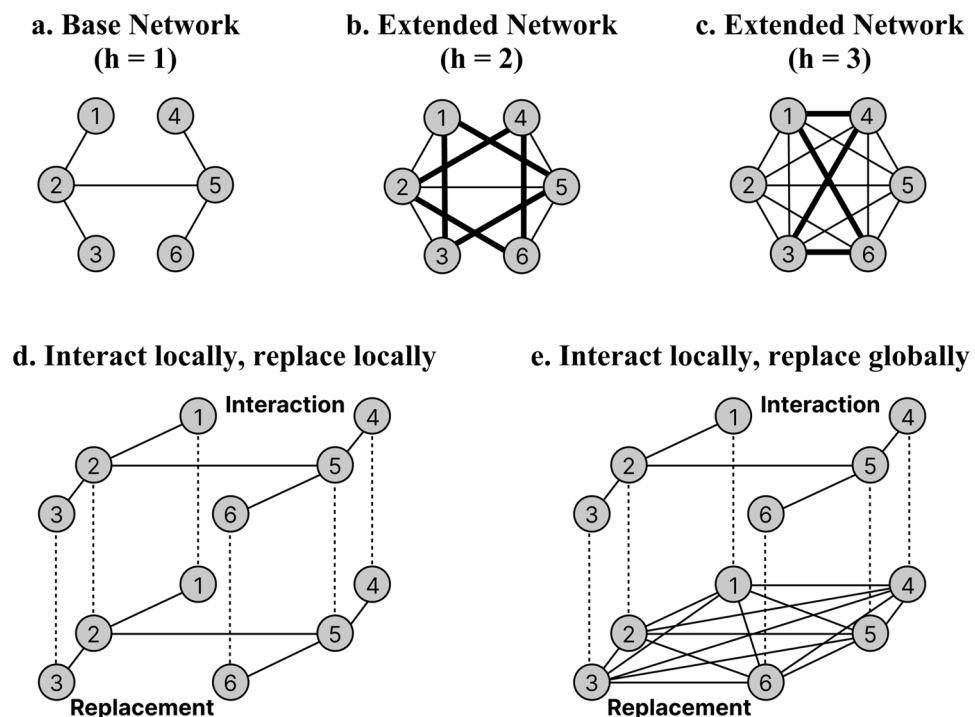 a. Base Network
(h = 1)
b. Extended Network
(h = 2)
c. Extended Network
(h = 3)
1 4
2 5
3 6
1 4
2 5
3 6
1 4
2 5
3 6
d. Interact locally, replace locally
Interaction
1 4
2 5
3 6
1 4
2 5
3 6
Replacement
e. Interact locally, replace globally
Interaction
1 4
2 5
3 6
1 4
2 5
3 6
Replacement